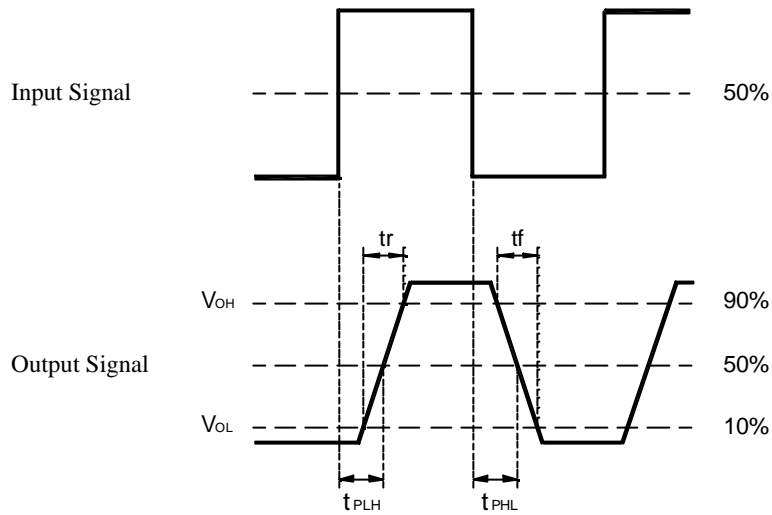 Input Signal
50%
tr
tf
VOH
90%
Output Signal
50%
VOL
10%
tPLH
tPHL